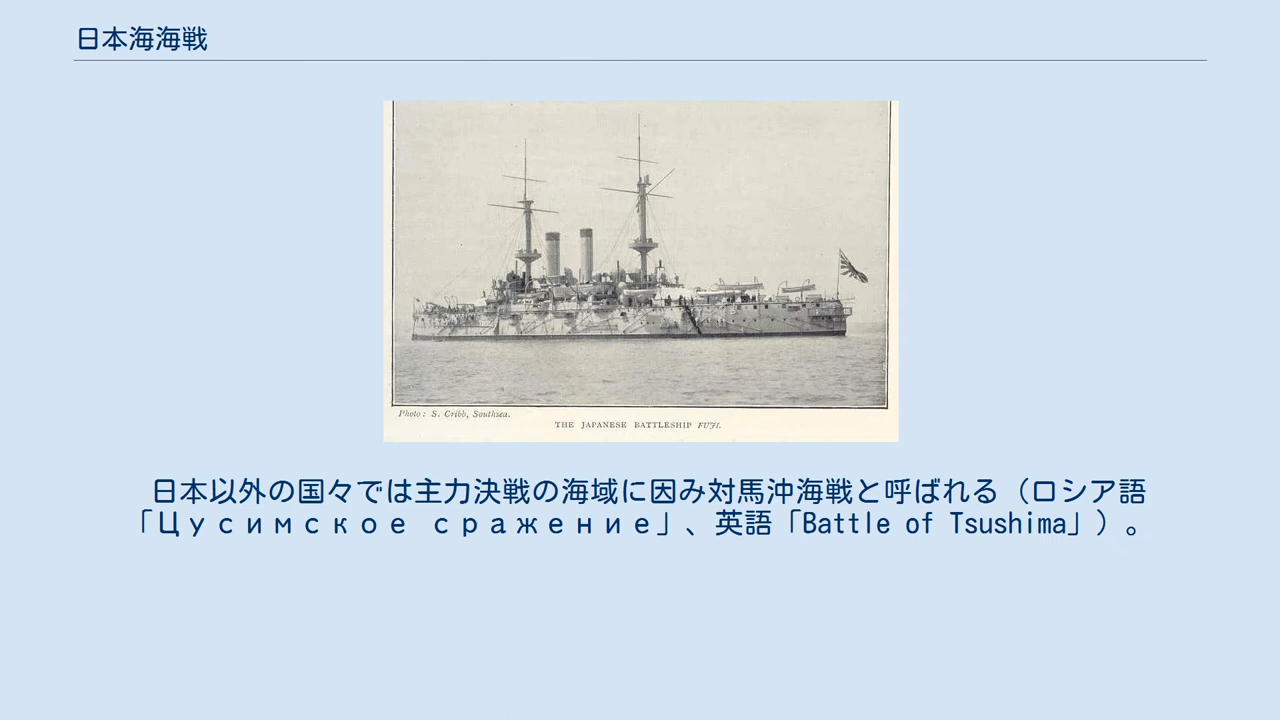 日本海海戦
Photo: S. Cribb, Southsea.
THE JAPANESE BATTLESHIP FUJI.
日本以外の国々では主力決戦の海域に因み対馬沖海戦と呼ばれる（ロシア語
「Цусимское сражение」、英語「Battle of Tsushima」）。